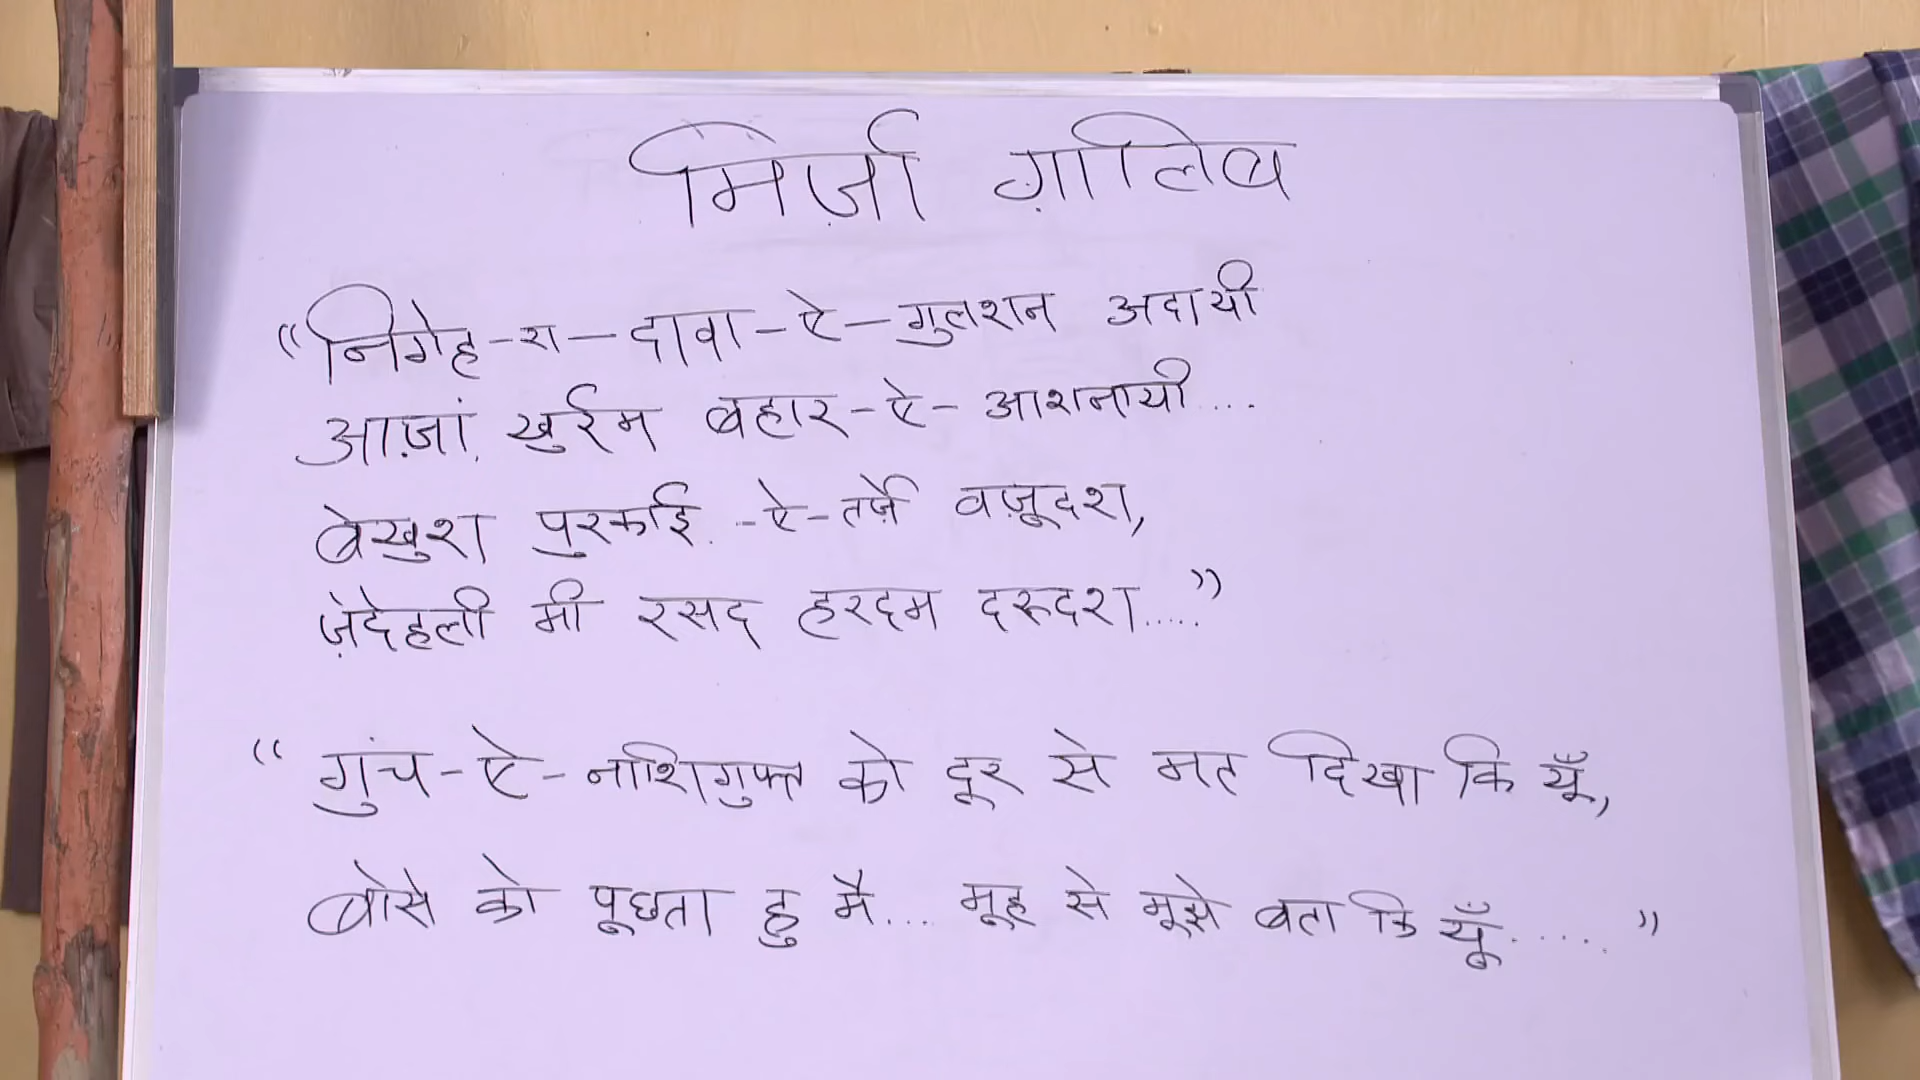 मिर्ज़ा ग़ालिब
“निगेह-रा-दावा-ऐ-गुलशन अदायी
आज़ां खुर्रम बहार-ऐ-आशनायी....
बेखुश पुरकाई-ऐ-तर्ज़े वज़ूदश,
ज़ेदेहली मी रसद हरदम दरूदश.....”
“गुंच-ऐ-नाशिगुफ्त को दूर से मत दिखा कि यूँ,
बोसे को पूछता हु मै.... मूह से मूझे बता कि यूँ......”